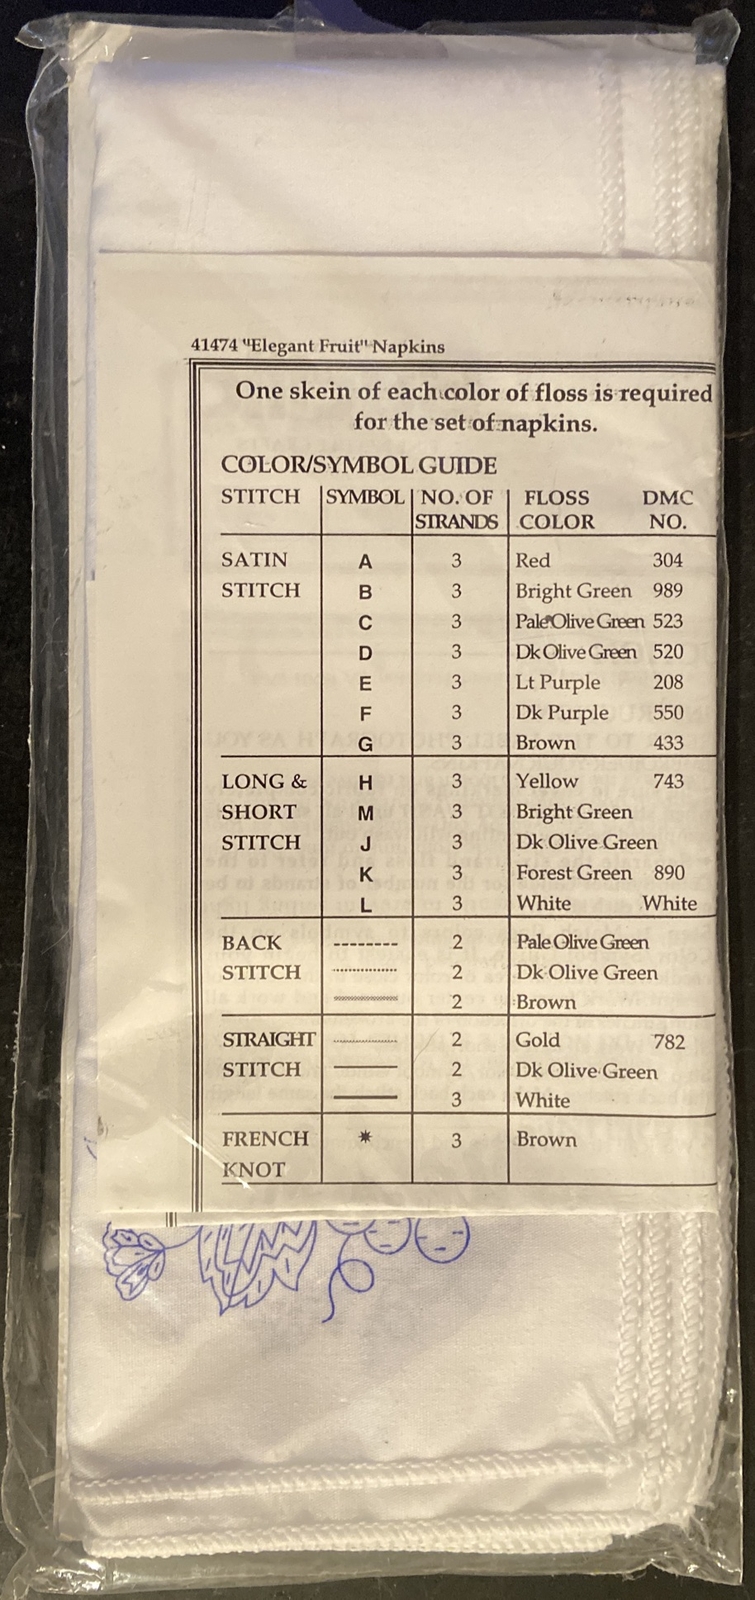 41474 "Elegant Fruit" Napkins
One skein of each color of floss is required
for the set of napkins.
COLOR/SYMBOL GUIDE
STITCH SYMBOL NO. OF FLOSS DMC
STRANDS COLOR NO.
SATIN A 3 Red 304
STITCH B 3 Bright Green 989
C 3 Pale Olive Green 523
D 3 Dk Olive Green 520
E 3 Lt Purple 208
F 3 Dk Purple 550
G 3 Brown 433
LONG & H 3 Yellow 743
SHORT M 3 Bright Green
STITCH J 3 Dk Olive Green
K 3 Forest Green 890
L 3 White White
BACK 2 Pale Olive Green
STITCH 2 Dk Olive Green
2 Brown
STRAIGHT 2 Gold 782
STITCH 2 Dk Olive Green
3 White
FRENCH * 3 Brown
KNOT